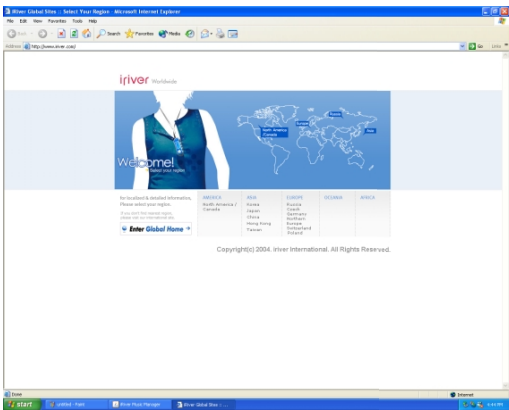 iRiver Global Sites :: Select Your Region - Microsoft Internet Explorer
File Edit View Favorites Tools Help
Back Search Favorites Media
Address http://www.iriver.com/ Go Links
iriver Worldwide
Russia
Europe
North America /Canada
Asia
Welcome!
Select your region
For localized & detailed information, Please select your region.
Enter Global Home
AMERICA
North America / Canada
ASIA
Korea
Japan
China
Hong Kong
Taiwan
EUROPE
Russia
Czech
Germany
Northern
Europe
Switzerland
Poland
OCEANIA
AFRICA
Copyright(c) 2004. iriver International. All Rights Reserved.
Done
Internet
start
untitled - Paint
iRiver Music Manager
iRiver Global Sites :: ...